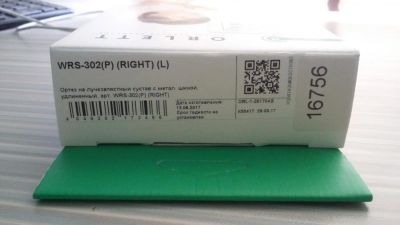 ORLETT
WRS-302(P) (RIGHT) (L)
Ортез на лучезапястный сустав с метал. шиной,
удлиненный, арт. WRS-302(P) (RIGHT)
Дата изготовления:
Срок годности не
установлен
16756